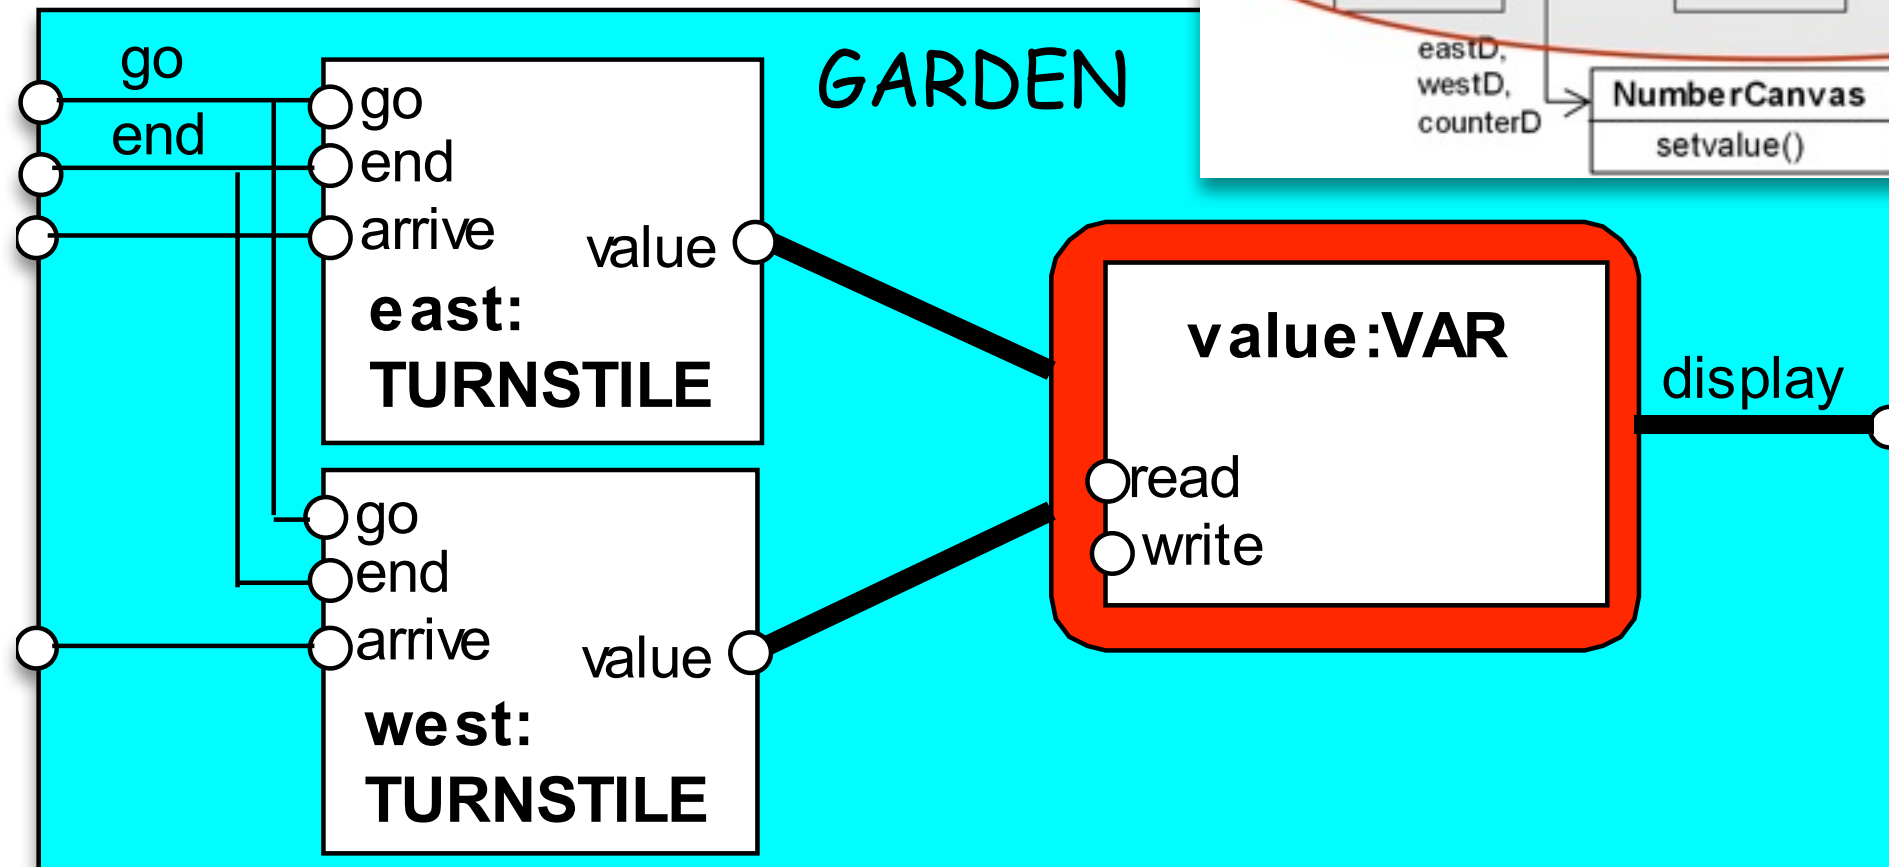 go
end
GARDEN
go
end
arrive
value
east:
TURNSTILE
go
end
arrive
value
west:
TURNSTILE
value:VAR
read
write
display
eastD,
westD,
counterD
NumberCanvas
setvalue()